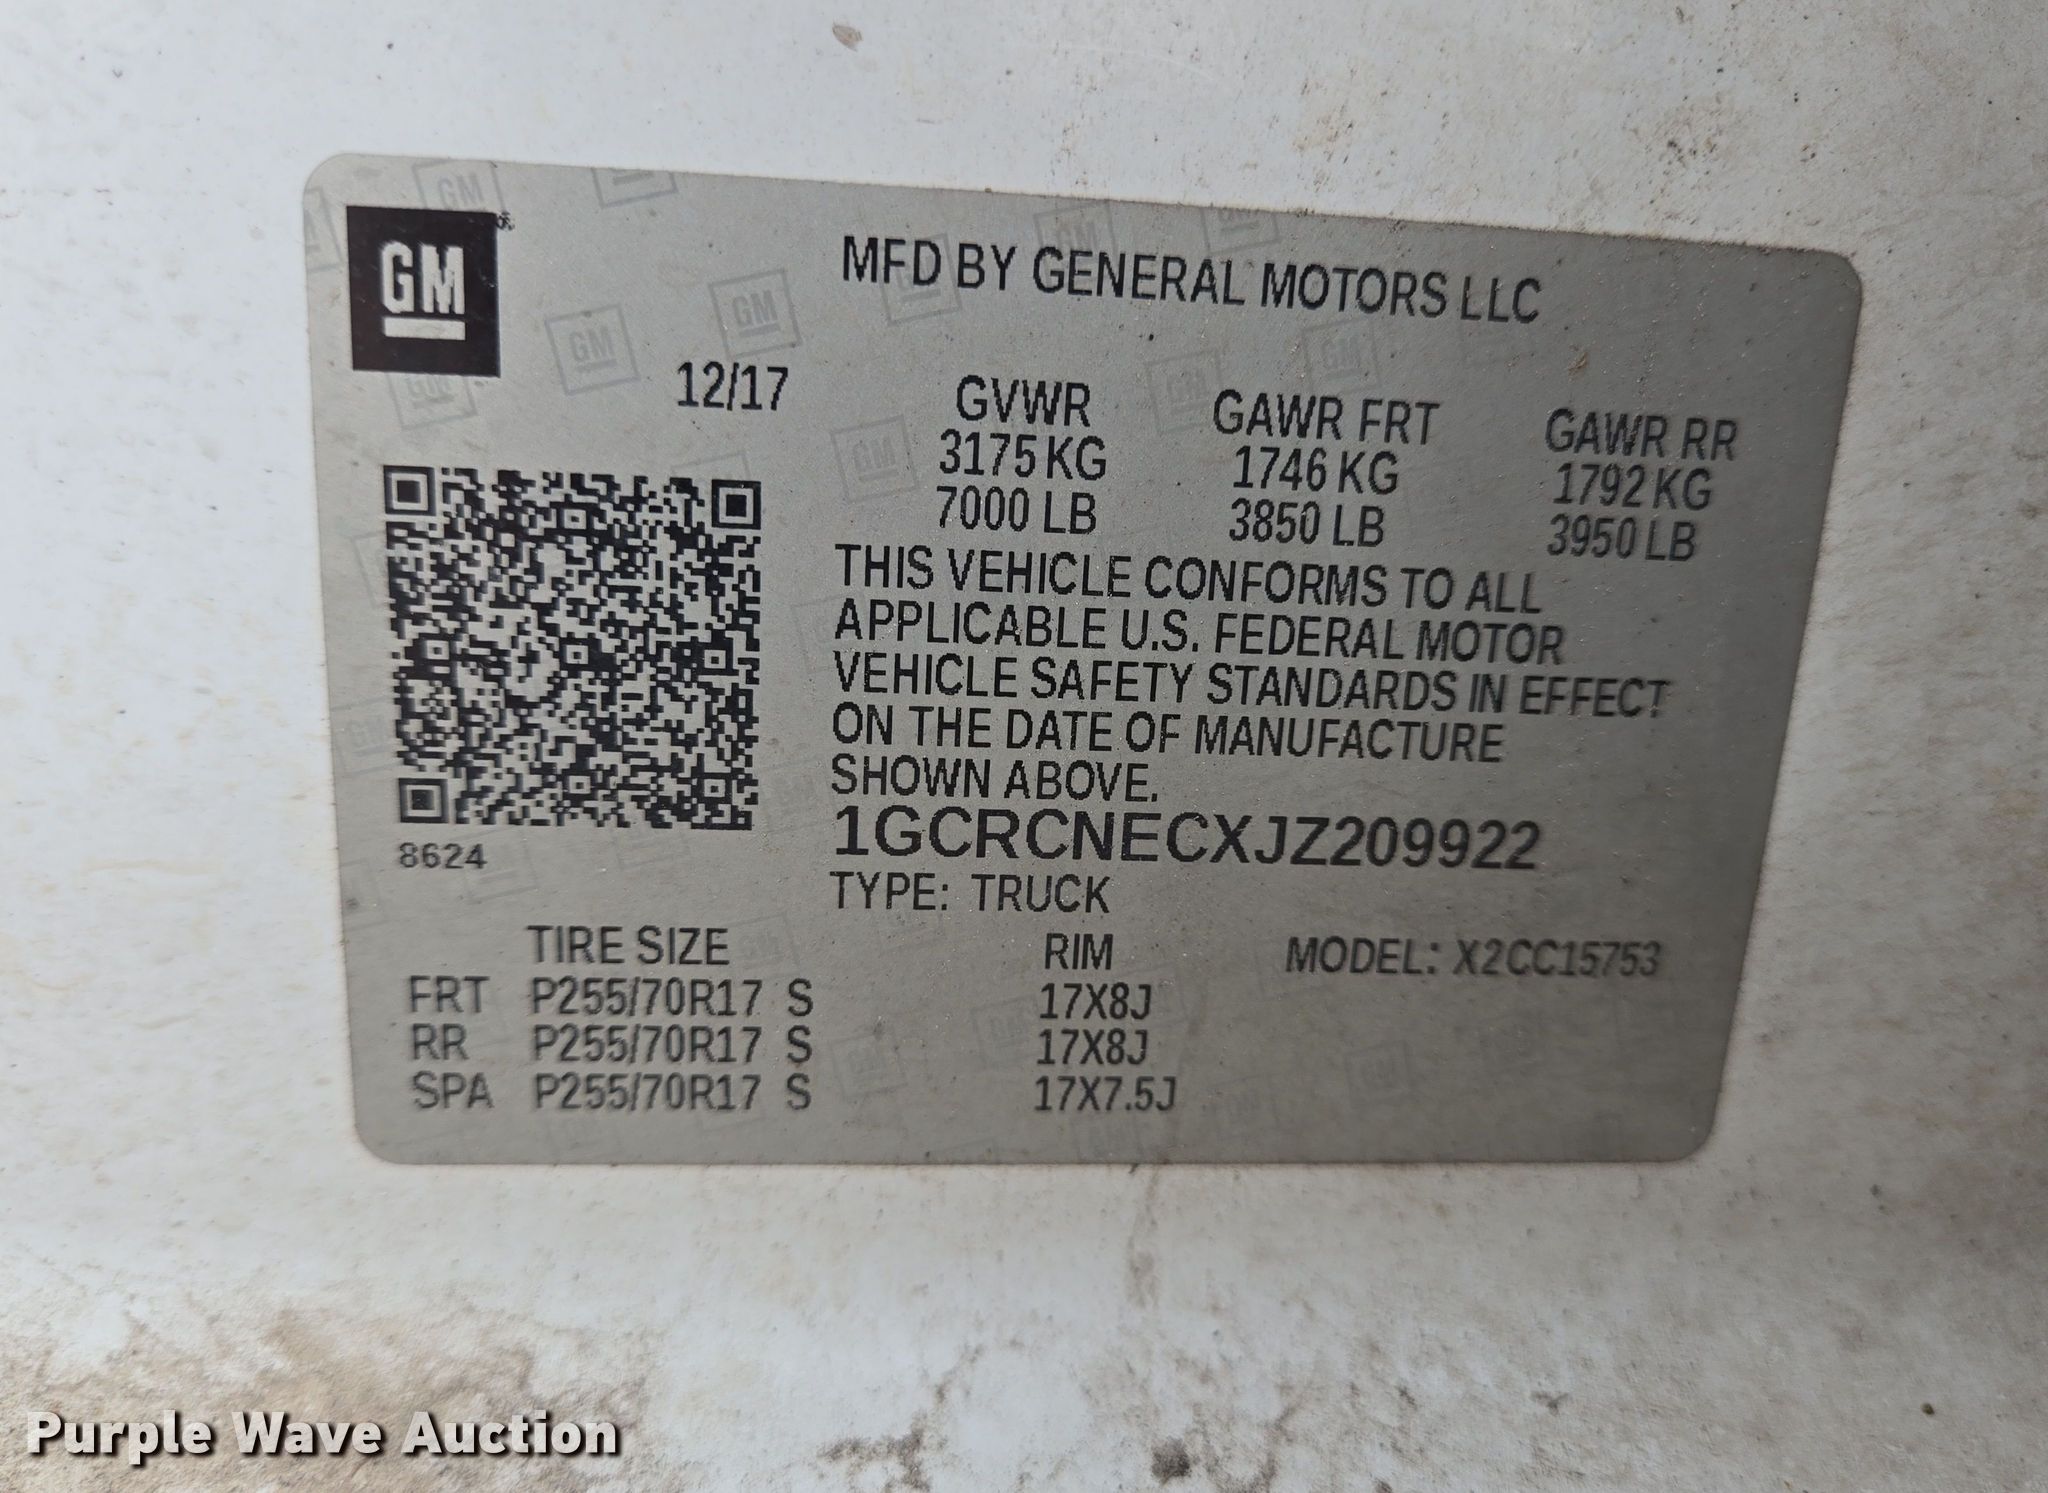 GM
MFD BY GENERAL MOTORS LLC
12/17
GVWR GAWR FRT GAWR RR
3175 KG 1746 KG 1792 KG
7000 LB 3850 LB 3950 LB
THIS VEHICLE CONFORMS TO ALL
APPLICABLE U.S. FEDERAL MOTOR
VEHICLE SAFETY STANDARDS IN EFFECT
ON THE DATE OF MANUFACTURE
SHOWN ABOVE.
1GCRCNECXJZ209922
8624
TYPE: TRUCK
TIRE SIZE RIM MODEL: X2CC15753
FRT P255/70R17 S 17X8J
RR P255/70R17 S 17X8J
SPA P255/70R17 S 17X7.5J
Purple Wave Auction